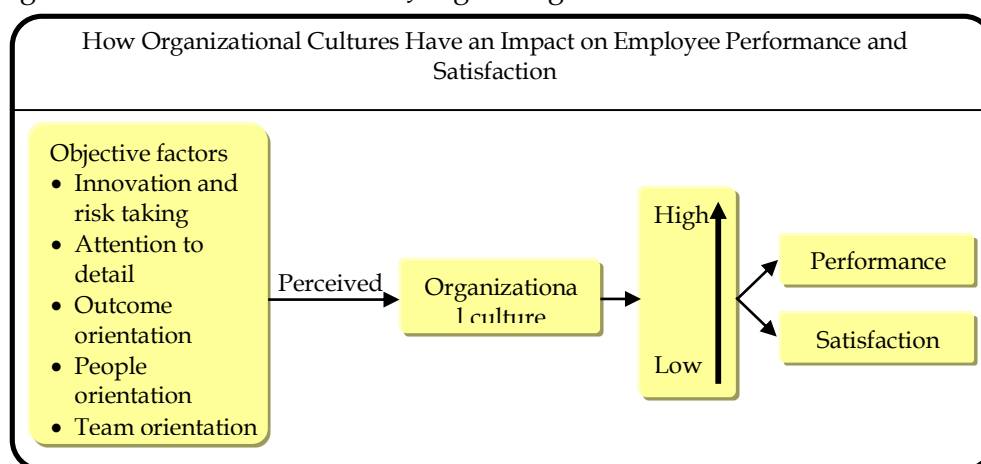 How Organizational Cultures Have an Impact on Employee Performance and
Satisfaction
Objective factors
• Innovation and
risk taking
• Attention to
detail
• Outcome
orientation
• People
orientation
• Team orientation
Perceived
Organizationa
l culture
High
Low
Performance
Satisfaction